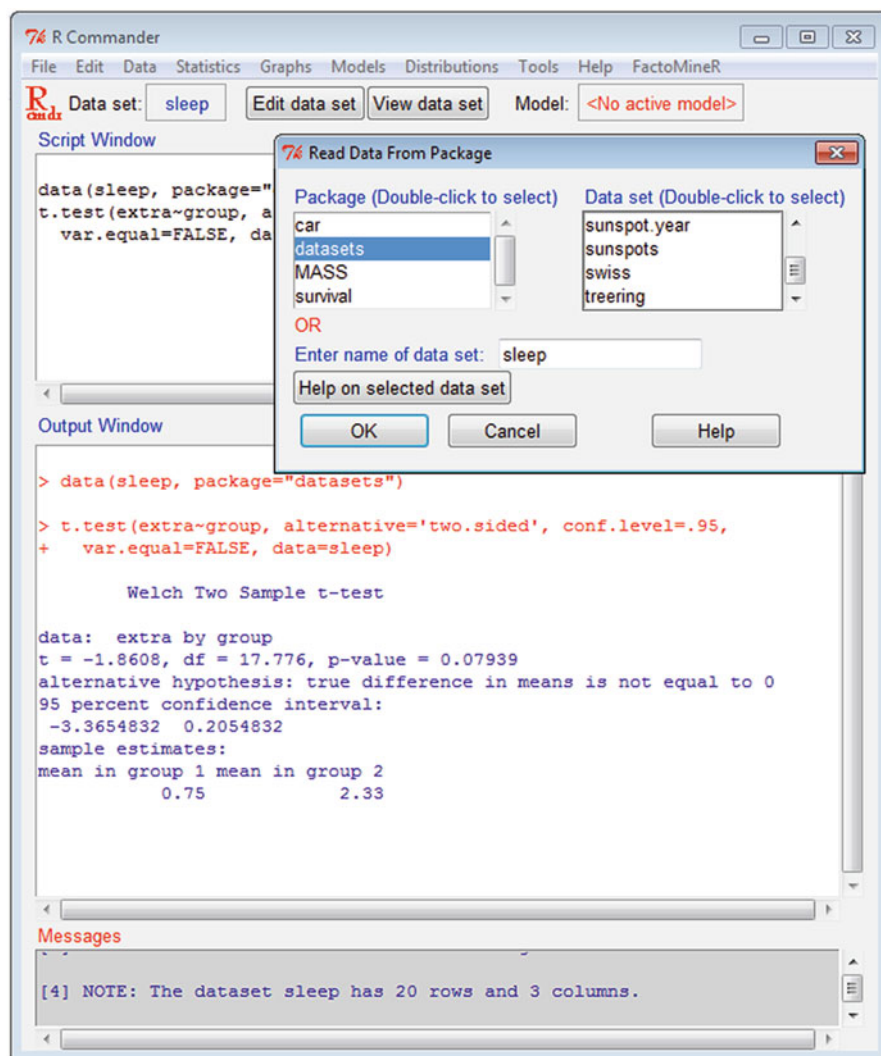 R Commander
File Edit Data Statistics Graphs Models Distributions Tools Help FactoMineR
R cmdr Data set: sleep Edit data set View data set Model: <No active model>
Script Window
data(sleep, package="
t.test(extra~group, a
var.equal=FALSE, da
Read Data From Package
Package (Double-click to select) Data set (Double-click to select)
car sunspot.year
datasets sunspots
MASS swiss
survival treering
OR
Enter name of data set: sleep
Help on selected data set
OK Cancel Help
Output Window
> data(sleep, package="datasets")
> t.test(extra~group, alternative='two.sided', conf.level=.95,
+ var.equal=FALSE, data=sleep)
Welch Two Sample t-test
data: extra by group
t = -1.8608, df = 17.776, p-value = 0.07939
alternative hypothesis: true difference in means is not equal to 0
95 percent confidence interval:
-3.3654832 0.2054832
sample estimates:
mean in group 1 mean in group 2
0.75 2.33
Messages
[4] NOTE: The dataset sleep has 20 rows and 3 columns.